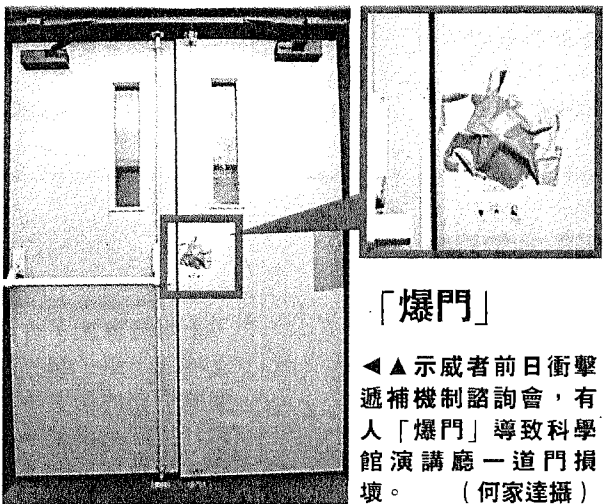 「爆門」
◀▲示威者前日衝擊
遞補機制諮詢會，有
人「爆門」導致科學
館演講廳一道門損
壞。 （何家達攝）